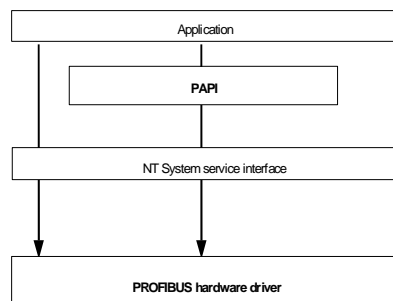 Application
PAPI
NT System service interface
PROFIBUS hardware driver